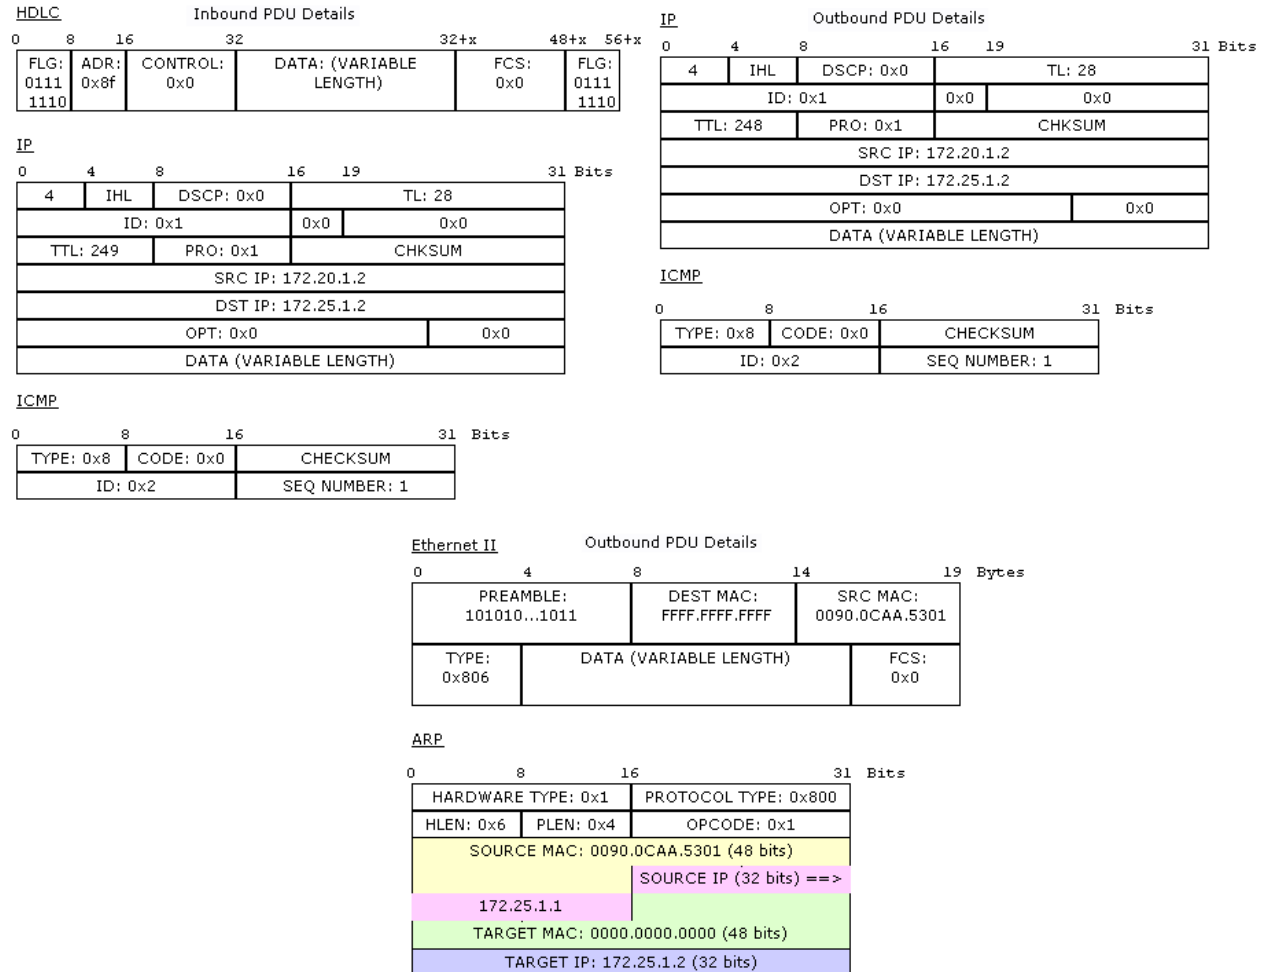 HDLC Inbound PDU Details
0 8 16 32 32+x 48+x 56+x
FLG: ADR: CONTROL: DATA: (VARIABLE FCS: FLG:
0111 0x8f 0x0 LENGTH) 0x0 0111
1110 1110
IP
0 4 8 16 19 31 Bits
4 IHL DSCP: 0x0 TL: 28
ID: 0x1 0x0 0x0
TTL: 249 PRO: 0x1 CHKSUM
SRC IP: 172.20.1.2
DST IP: 172.25.1.2
OPT: 0x0 0x0
DATA (VARIABLE LENGTH)
ICMP
0 8 16 31 Bits
TYPE: 0x8 CODE: 0x0 CHECKSUM
ID: 0x2 SEQ NUMBER: 1
IP Outbound PDU Details
0 4 8 16 19 31 Bits
4 IHL DSCP: 0x0 TL: 28
ID: 0x1 0x0 0x0
TTL: 248 PRO: 0x1 CHKSUM
SRC IP: 172.20.1.2
DST IP: 172.25.1.2
OPT: 0x0 0x0
DATA (VARIABLE LENGTH)
ICMP
0 8 16 31 Bits
TYPE: 0x8 CODE: 0x0 CHECKSUM
ID: 0x2 SEQ NUMBER: 1
Ethernet II Outbound PDU Details
0 4 8 14 19 Bytes
PREAMBLE: DEST MAC: SRC MAC:
101010...1011 FFFF.FFFF.FFFF 0090.0CAA.5301
TYPE: DATA (VARIABLE LENGTH) FCS:
0x806 0x0
ARP
0 8 16 31 Bits
HARDWARE TYPE: 0x1 PROTOCOL TYPE: 0x800
HLEN: 0x6 PLEN: 0x4 OPCODE: 0x1
SOURCE MAC: 0090.0CAA.5301 (48 bits)
SOURCE IP (32 bits) ==>
172.25.1.1
TARGET MAC: 0000.0000.0000 (48 bits)
TARGET IP: 172.25.1.2 (32 bits)